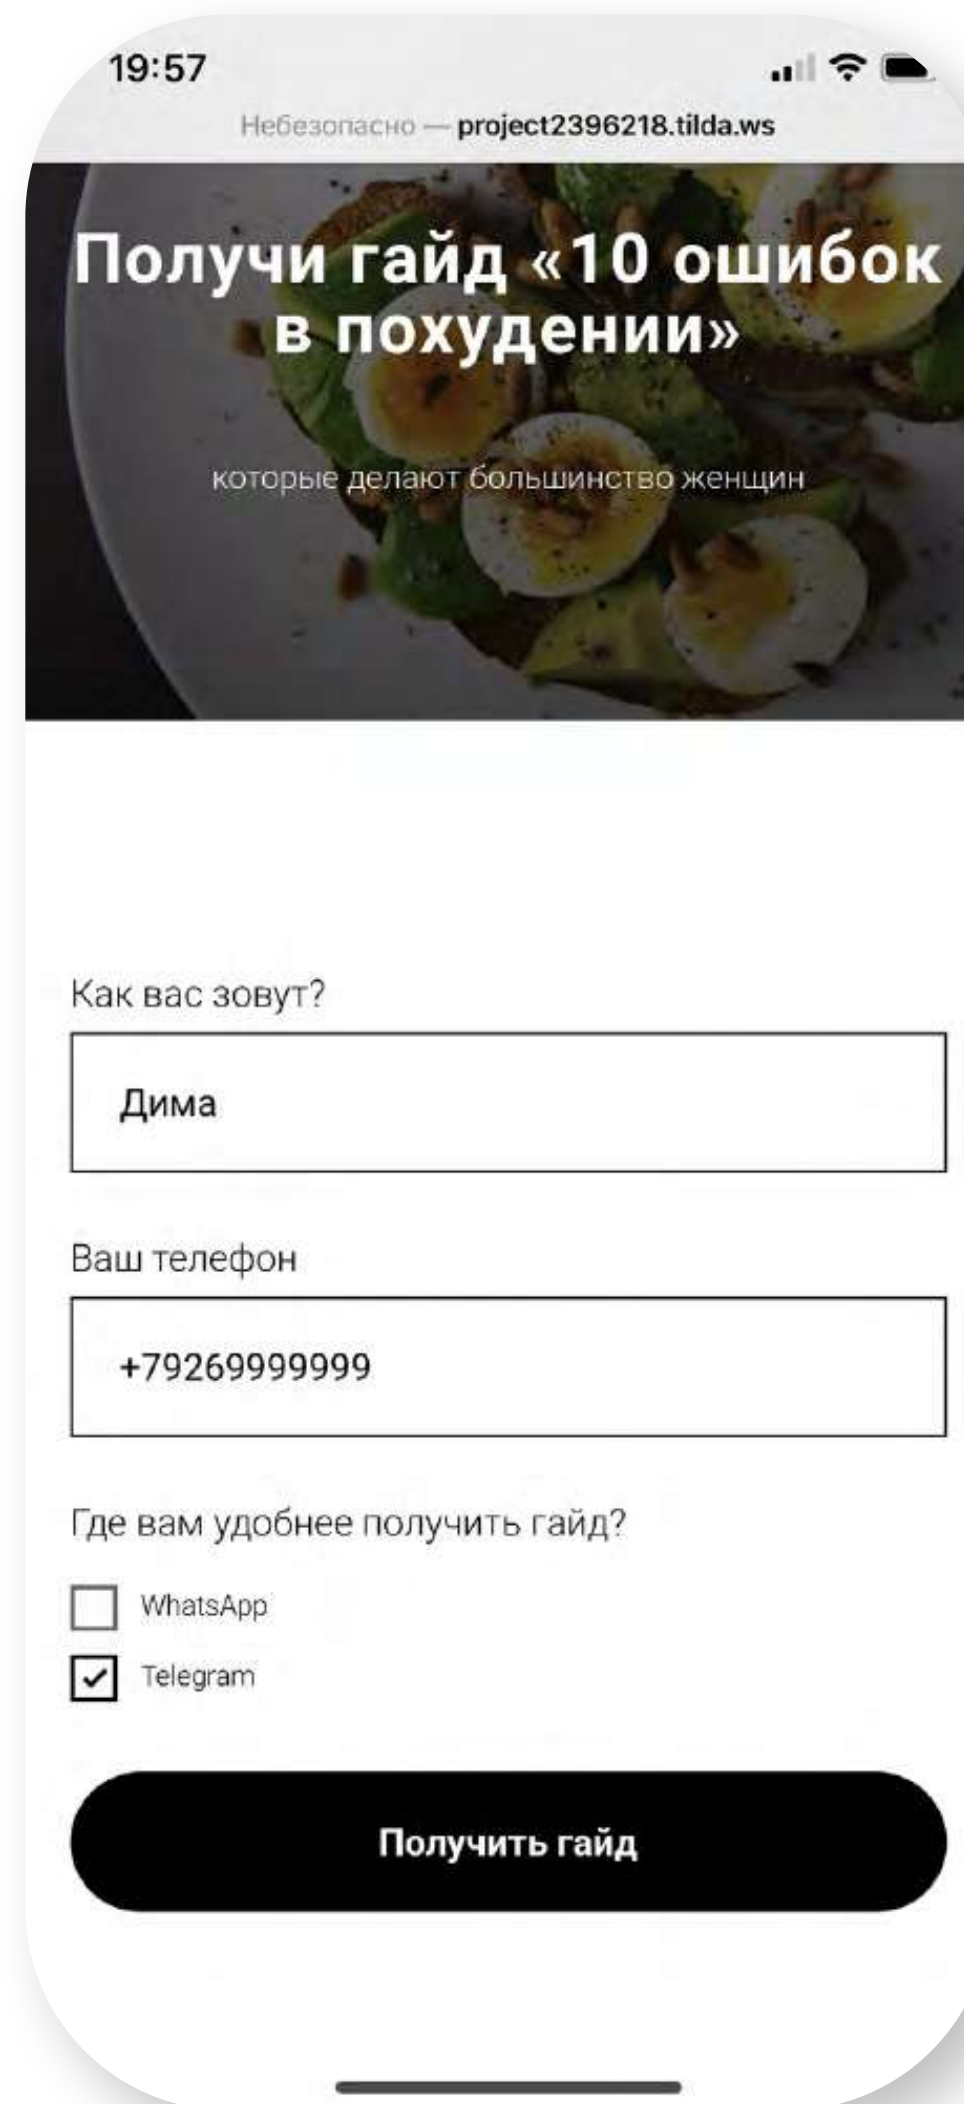 19:57
Небезопасно — project2396218.tilda.ws
Получи гайд «10 ошибок
в похудении»
которые делают большинство женщин
Как вас зовут?
Дима
Ваш телефон
+79269999999
Где вам удобнее получить гайд?
WhatsApp
Telegram
Получить гайд